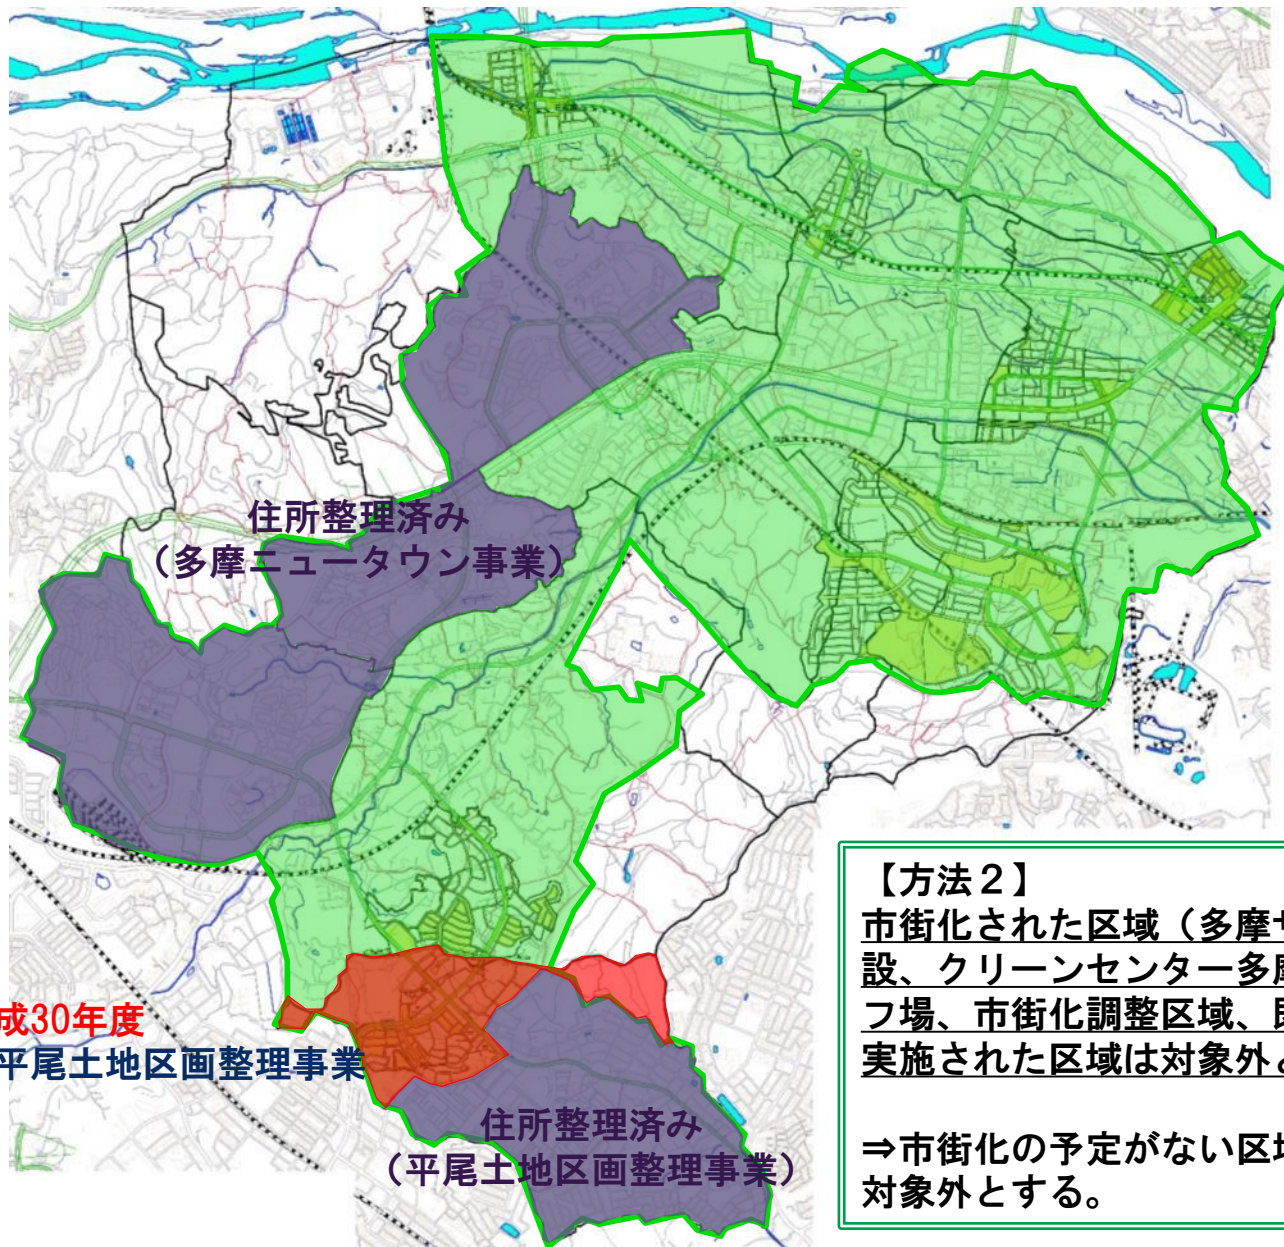 住所整理済み
（多摩ニュータウン事業）
成30年度
平尾土地区画整理事業
住所整理済み
（平尾土地区画整理事業）
【方法２】
市街化された区域（多摩
設、クリーンセンター多摩
フ場、市街化調整区域、
実施された区域は対象外
⇒市街化の予定がない区域
対象外とする。